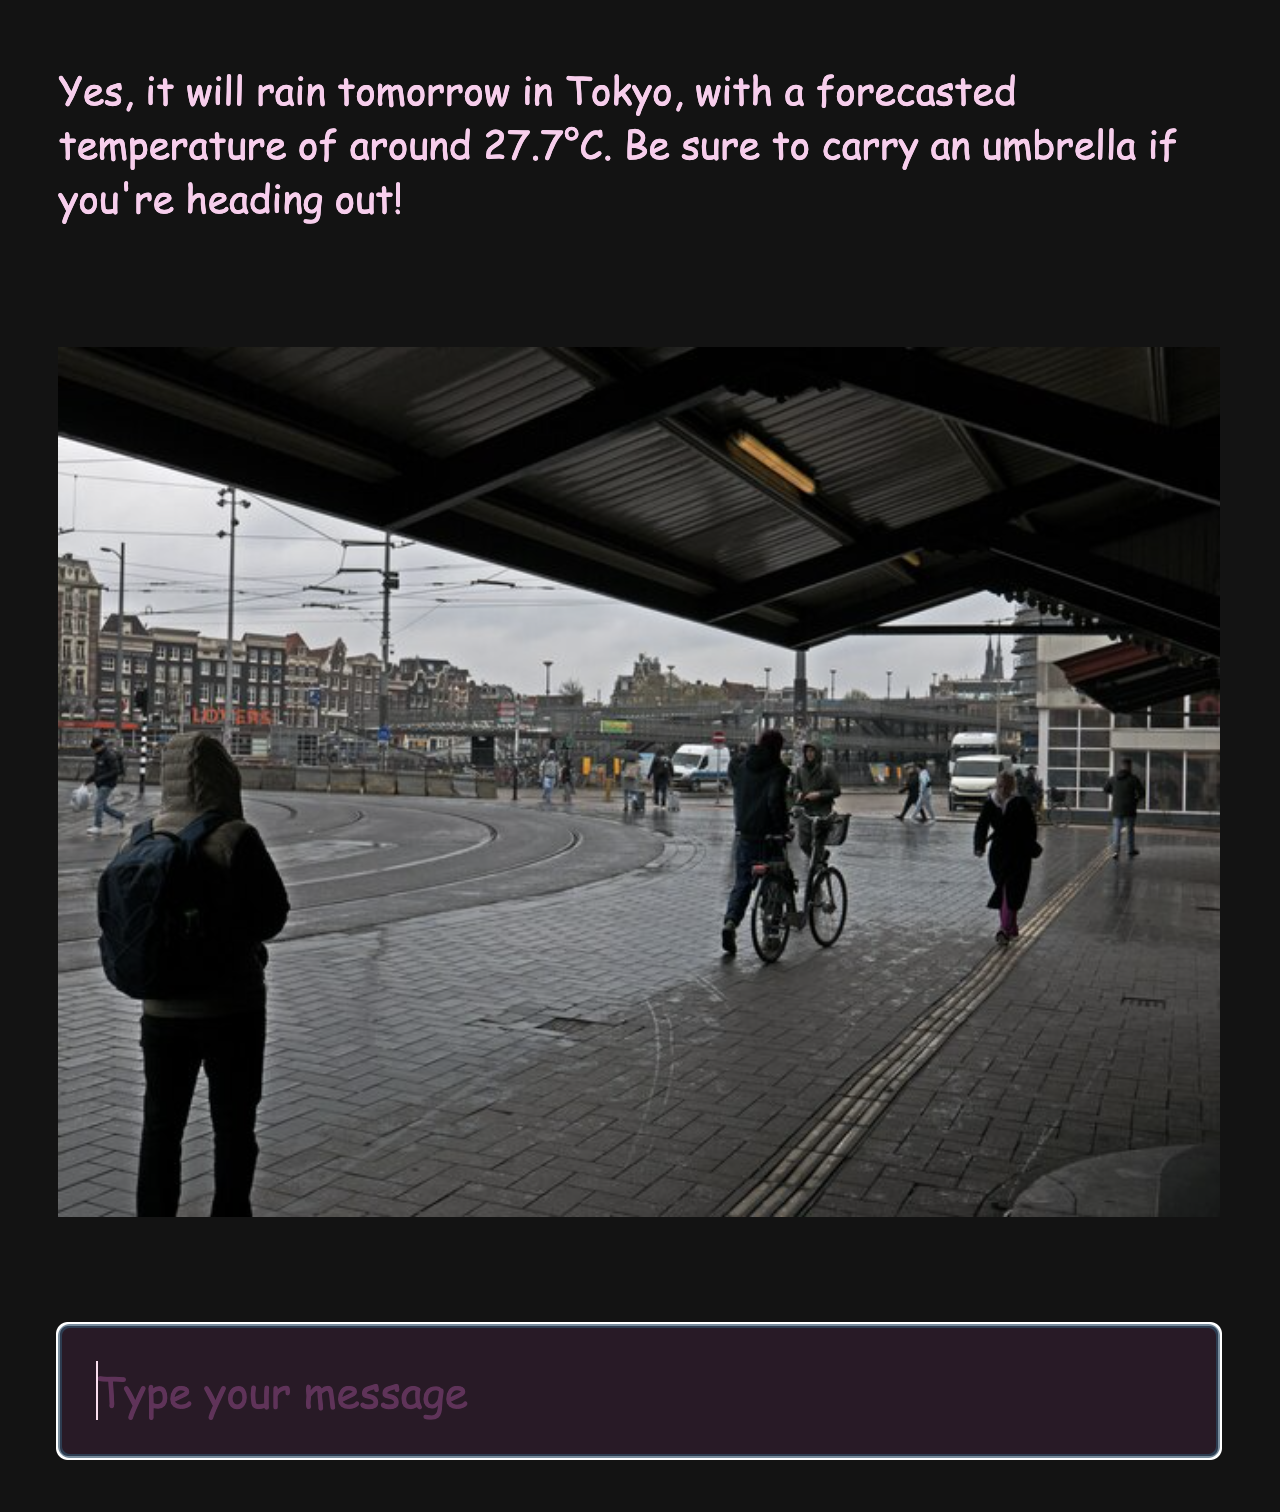 Yes, it will rain tomorrow in Tokyo, with a forecasted
temperature of around 27.7°C. Be sure to carry an umbrella if
you're heading out!
LOVERS
Type your message